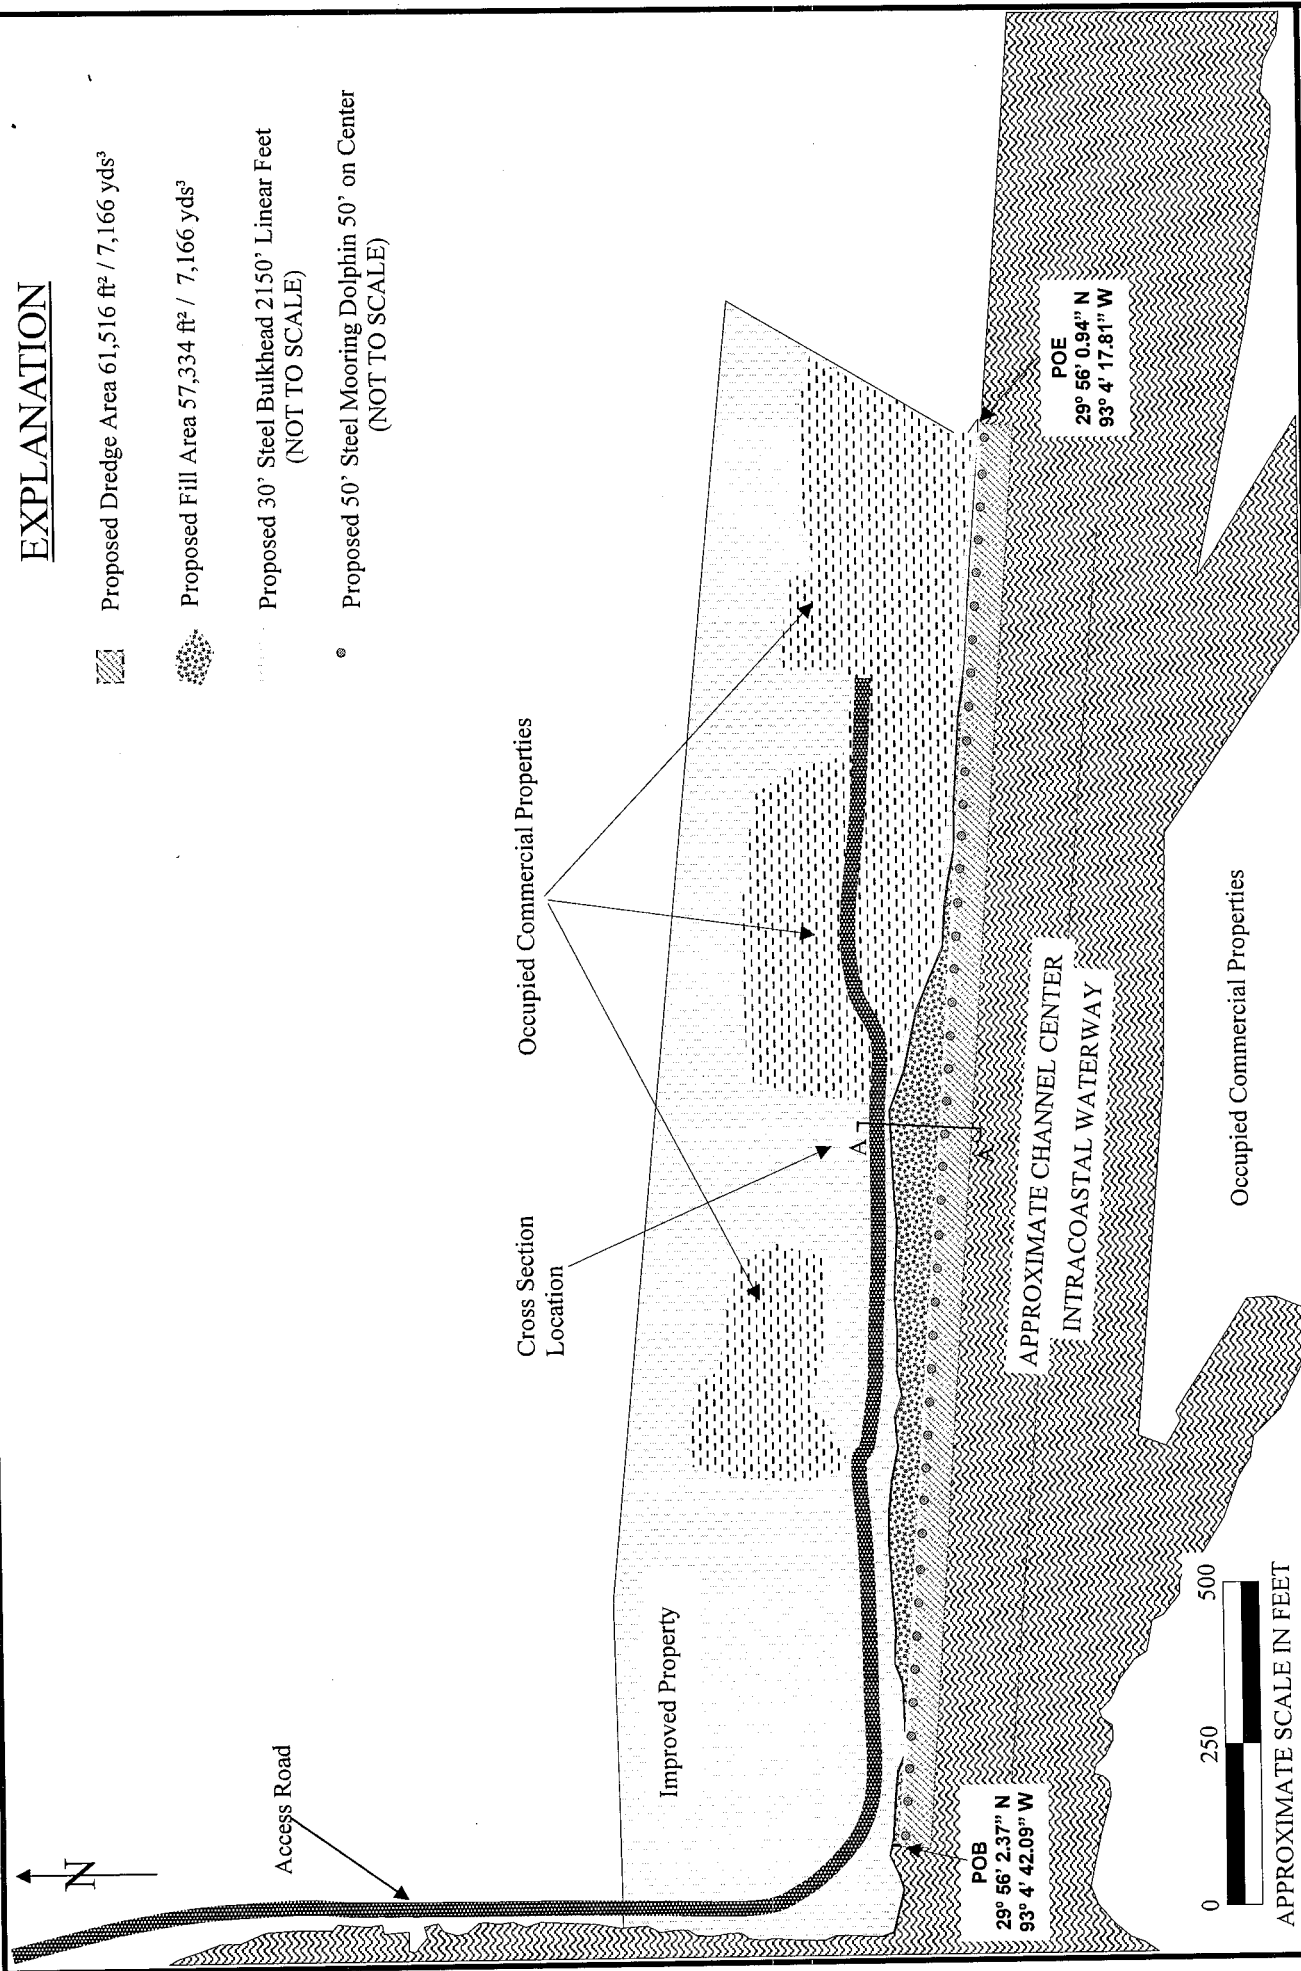 EXPLANATION
Proposed Dredge Area 61,516 ft² / 7,166 yds³
Proposed Fill Area 57,334 ft² / 7,166 yds³
Proposed 30' Steel Bulkhead 2150' Linear Feet
(NOT TO SCALE)
Proposed 50' Steel Mooring Dolphin 50' on Center
(NOT TO SCALE)
N
Access Road
Improved Property
Cross Section
Location
Occupied Commercial Properties
A
A'
POB
29° 56' 2.37" N
93° 4' 42.09" W
POE
29° 56' 0.94" N
93° 4' 17.81" W
APPROXIMATE CHANNEL CENTER
INTRACOASTAL WATERWAY
Occupied Commercial Properties
0
250
500
APPROXIMATE SCALE IN FEET